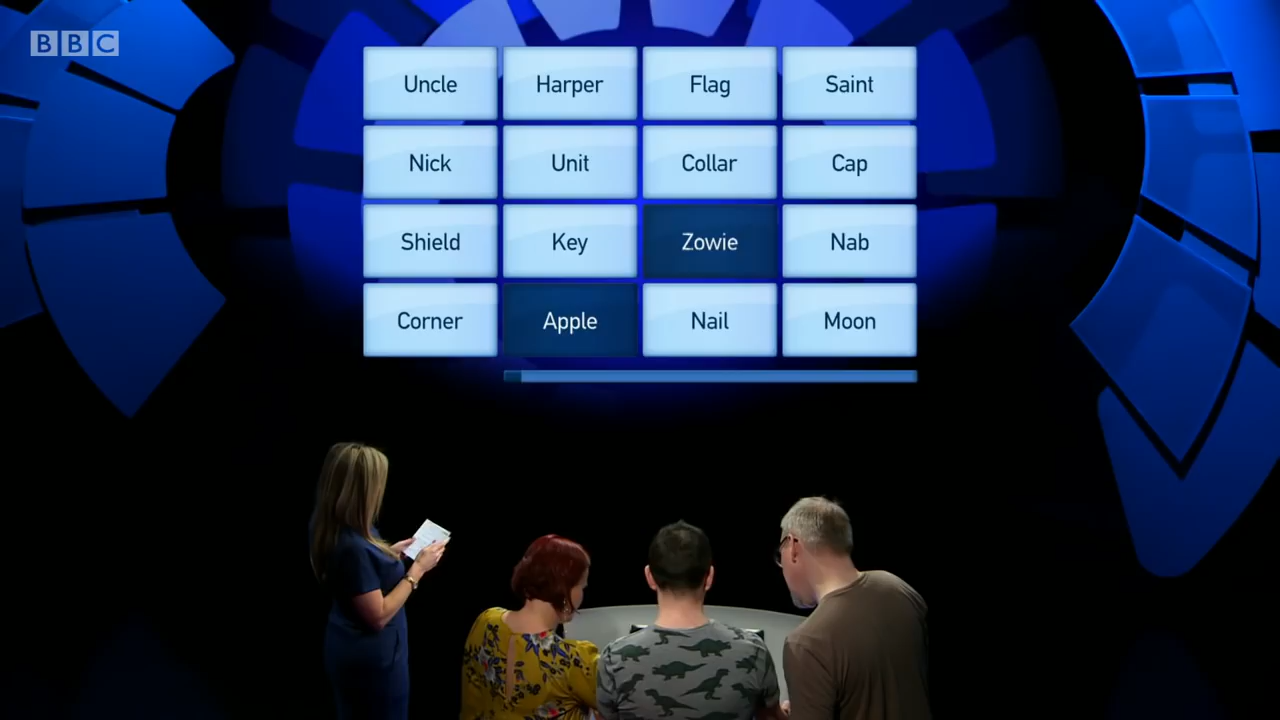 BBC
Uncle Harper Flag Saint
Nick Unit Collar Cap
Shield Key Zowie Nab
Corner Apple Nail Moon